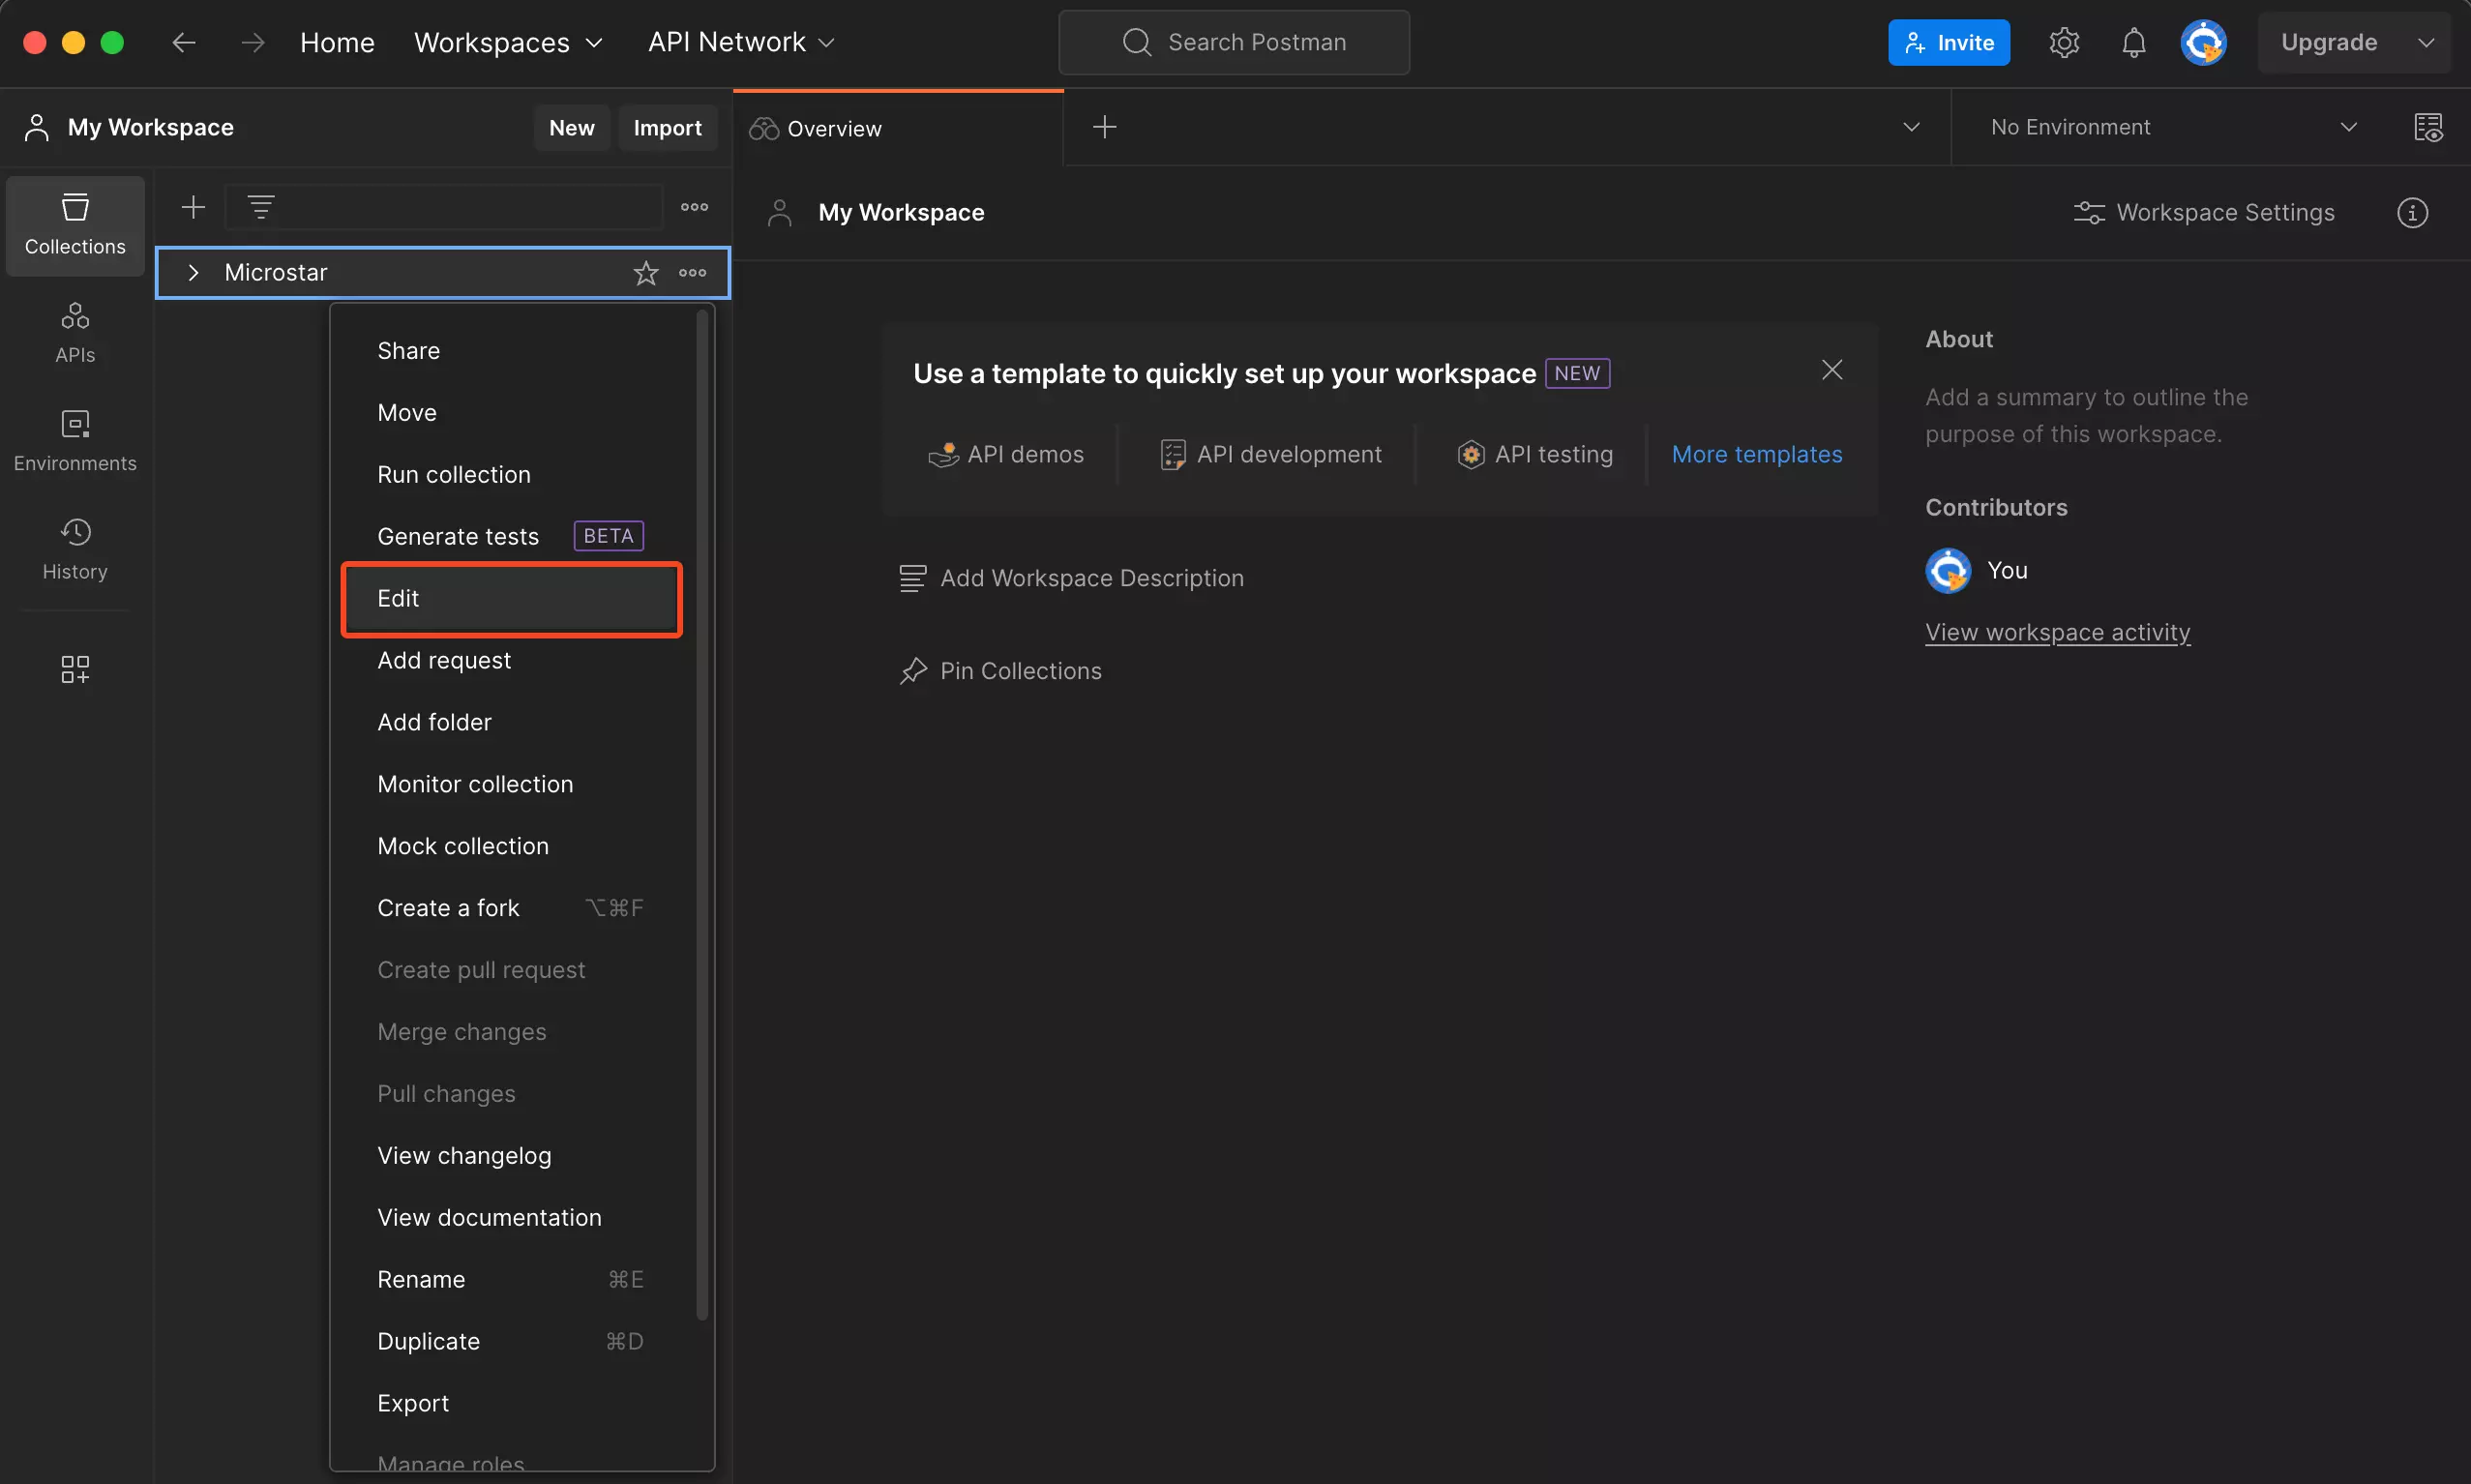 Home
Workspaces
API Network
Search Postman
Invite
Upgrade
My Workspace
New
Import
Overview
No Environment
Collections
APIs
Environments
History
Microstar
Share
Move
Run collection
Generate tests BETA
Edit
Add request
Add folder
Monitor collection
Mock collection
Create a fork ⌥⌘F
Create pull request
Merge changes
Pull changes
View changelog
View documentation
Rename ⌘E
Duplicate ⌘D
Export
Manage roles
My Workspace
Workspace Settings
Use a template to quickly set up your workspace NEW
API demos
API development
API testing
More templates
Add Workspace Description
Pin Collections
About
Add a summary to outline the
purpose of this workspace.
Contributors
You
View workspace activity